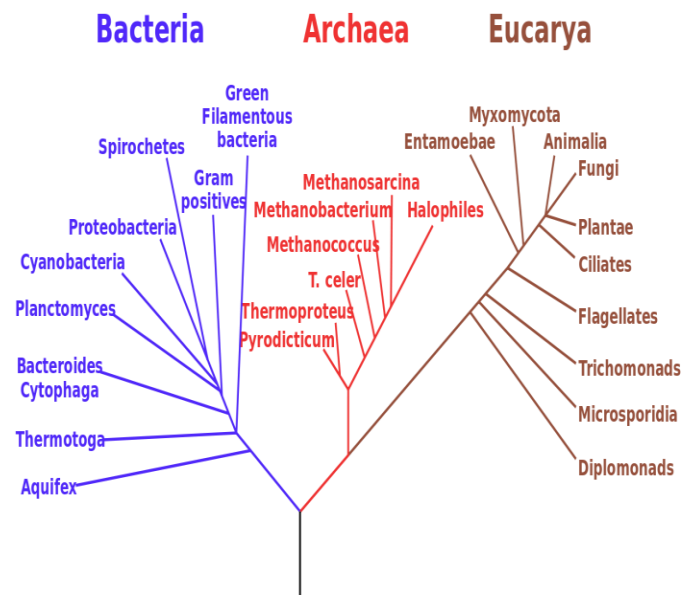 Bacteria
Archaea
Eucarya
Green
Filamentous
bacteria
Spirochetes
Gram
positives
Proteobacteria
Cyanobacteria
Planctomyces
Bacteroides
Cytophaga
Thermotoga
Aquifex
Methanosarcina
Methanobacterium
Halophiles
Methanococcus
T. celer
Thermoproteus
Pyrodicticum
Myxomycota
Entamoebae
Animalia
Fungi
Plantae
Ciliates
Flagellates
Trichomonads
Microsporidia
Diplomonads